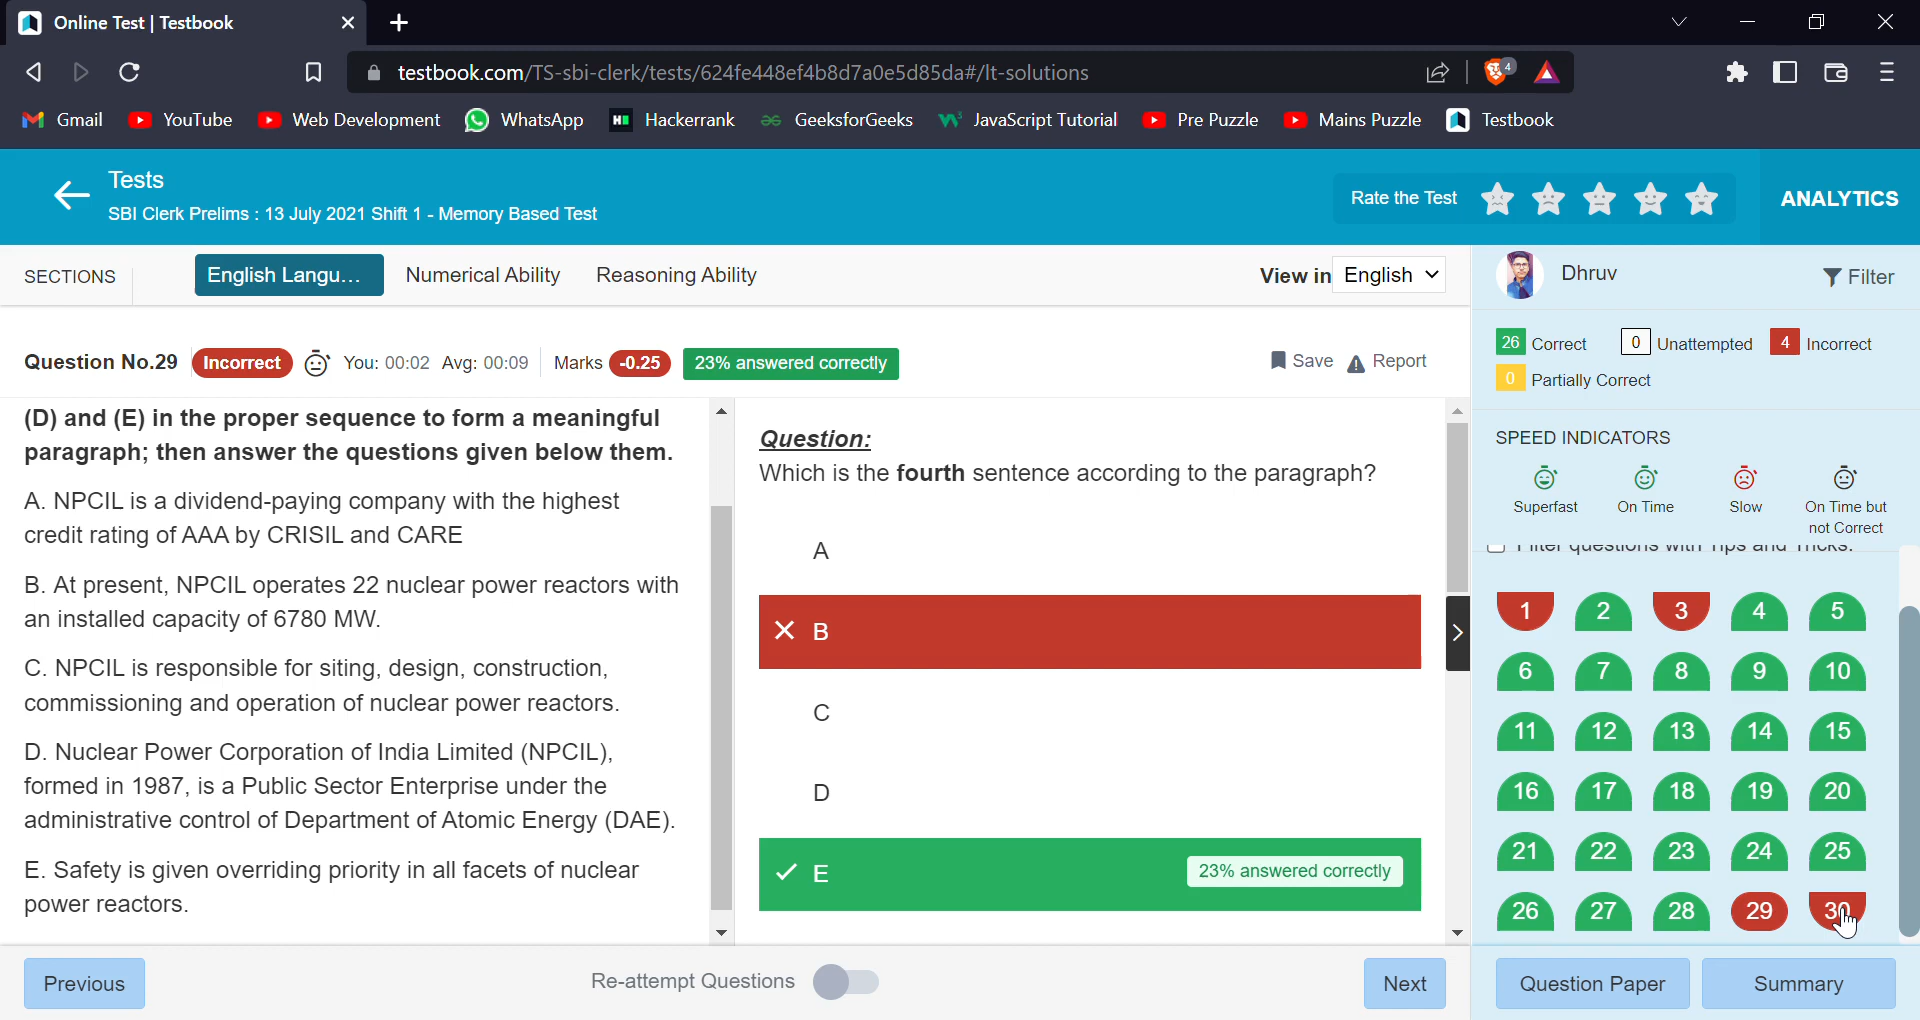 Online Test | Testbook
testbook.com/TS-sbi-clerk/tests/624fe448ef4b8d7a0e5d85da#/lt-solutions
4
Gmail YouTube Web Development WhatsApp Hackerrank GeeksforGeeks JavaScript Tutorial Pre Puzzle Mains Puzzle Testbook
Tests
SBI Clerk Prelims : 13 July 2021 Shift 1 - Memory Based Test
Rate the Test
ANALYTICS
SECTIONS English Langu... Numerical Ability Reasoning Ability View in English
Dhruv Filter
Question No.29 Incorrect You: 00:02 Avg: 00:09 Marks -0.25 23% answered correctly Save Report
(D) and (E) in the proper sequence to form a meaningful
paragraph; then answer the questions given below them.
A. NPCIL is a dividend-paying company with the highest
credit rating of AAA by CRISIL and CARE
B. At present, NPCIL operates 22 nuclear power reactors with
an installed capacity of 6780 MW.
C. NPCIL is responsible for siting, design, construction,
commissioning and operation of nuclear power reactors.
D. Nuclear Power Corporation of India Limited (NPCIL),
formed in 1987, is a Public Sector Enterprise under the
administrative control of Department of Atomic Energy (DAE).
E. Safety is given overriding priority in all facets of nuclear
power reactors.
Question:
Which is the fourth sentence according to the paragraph?
A
B
C
D
E 23% answered correctly
26 Correct 0 Unattempted 4 Incorrect
0 Partially Correct
SPEED INDICATORS
Superfast On Time Slow On Time but
not Correct
Filter questions with Tips and Tricks.
1 2 3 4 5
6 7 8 9 10
11 12 13 14 15
16 17 18 19 20
21 22 23 24 25
26 27 28 29 30
Previous Re-attempt Questions Next Question Paper Summary